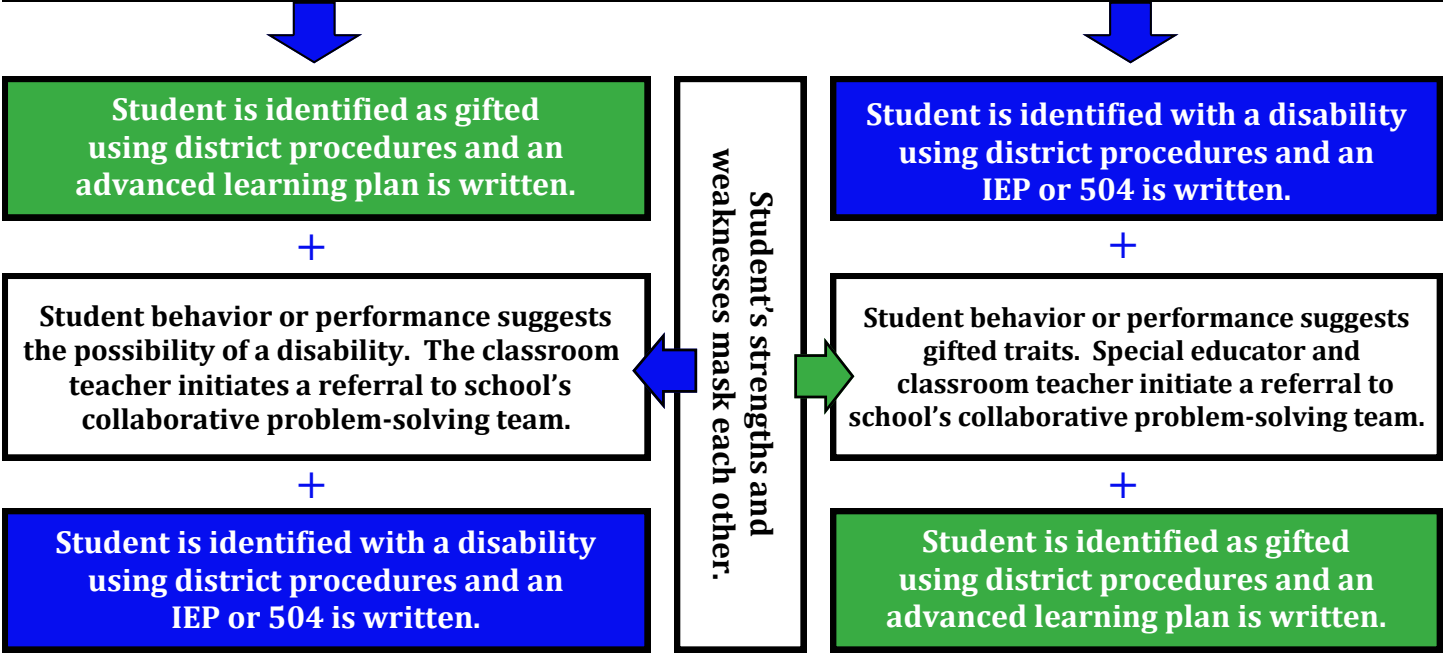 Student is identified as gifted
using district procedures and an
advanced learning plan is written.
+
Student behavior or performance suggests
the possibility of a disability.  The classroom
teacher initiates a referral to school’s
collaborative problem-solving team.
+
Student is identified with a disability
using district procedures and an
IEP or 504 is written.
Student’s strengths and
weaknesses mask each other.
Student is identified with a disability
using district procedures and an
IEP or 504 is written.
+
Student behavior or performance suggests
gifted traits.  Special educator and
classroom teacher initiate a referral to
school’s collaborative problem-solving team.
+
Student is identified as gifted
using district procedures and an
advanced learning plan is written.